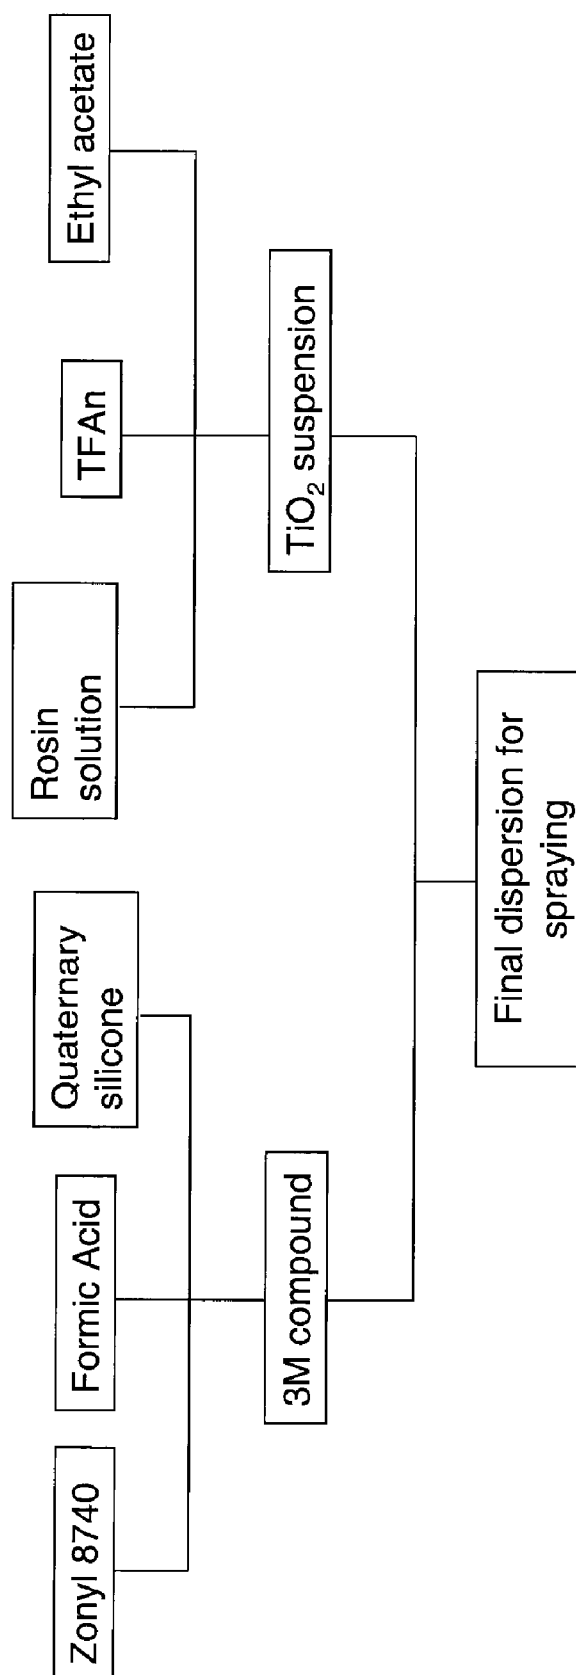 Zonyl 8740
Formic Acid
Quaternary
silicone
Rosin
solution
TFAn
Ethyl acetate
3M compound
TiO₂ suspension
Final dispersion for
spraying